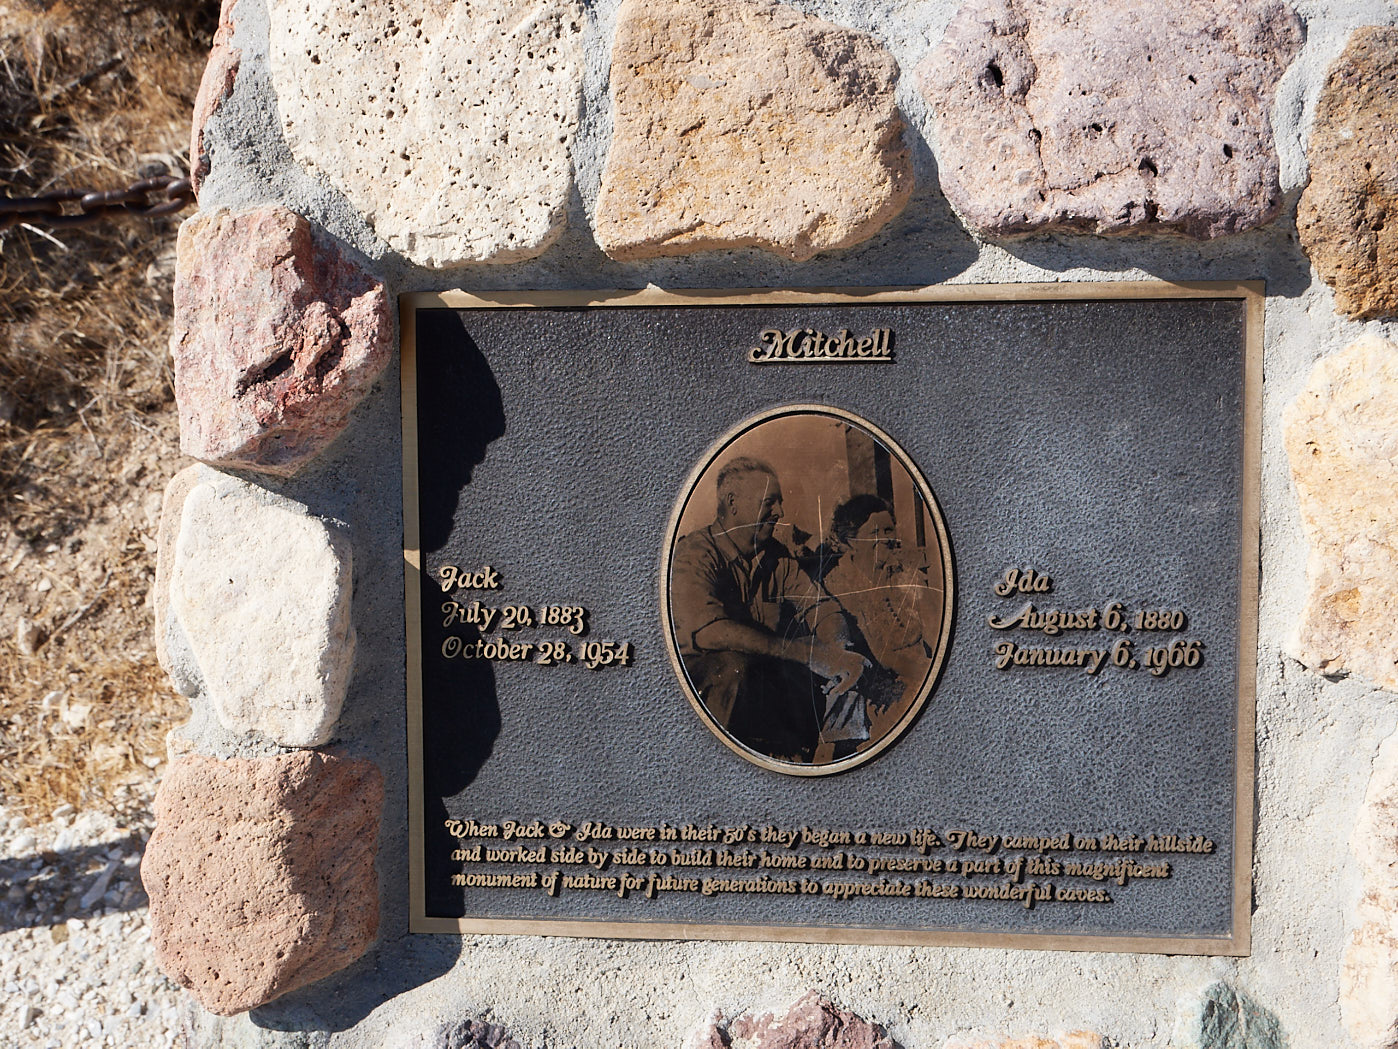 Mitchell
Jack
July 20, 1883
October 28, 1954
Ida
August 6, 1880
January 6, 1966
When Jack & Ida were in their 50's they began a new life. They camped on their hillside
and worked side by side to build their home and to preserve a part of this magnificent
monument of nature for future generations to appreciate these wonderful caves.